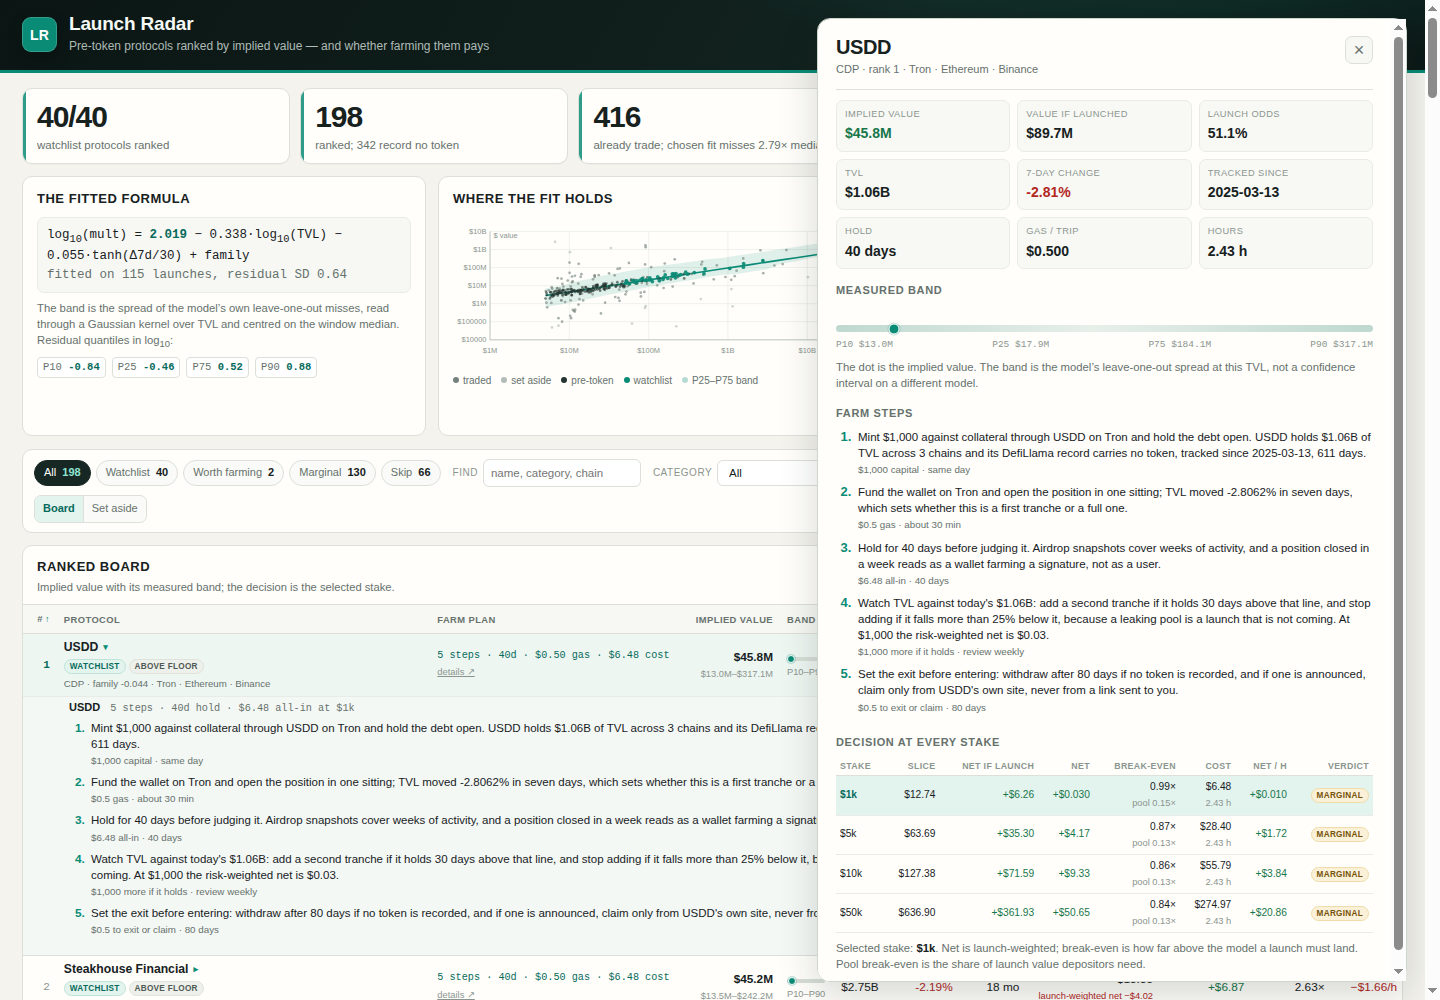 LR
Launch Radar
Pre-token protocols ranked by implied value — and whether farming them pays
40/40
watchlist protocols ranked
198
ranked; 342 record no token
416
already trade; chosen fit misses 2.79× media
THE FITTED FORMULA
log10(mult) = 2.019 − 0.338·log10(TVL) −
0.055·tanh(Δ7d/30) + family
fitted on 115 launches, residual SD 0.64
The band is the spread of the model's own leave-one-out misses, read
through a Gaussian kernel over TVL and centred on the window median.
Residual quantiles in log10:
P10 -0.84
P25 -0.46
P75 0.52
P90 0.88
WHERE THE FIT HOLDS
$ value
$10B
$1B
$100M
$10M
$1M
$100000
$10000
$1M
$10M
$100M
$1B
$10B
traded
set aside
pre-token
watchlist
P25–P75 band
All 198
Watchlist 40
Worth farming 2
Marginal 130
Skip 66
FIND
name, category, chain
CATEGORY
All
Board
Set aside
RANKED BOARD
Implied value with its measured band; the decision is the selected stake.
# ↑
PROTOCOL
FARM PLAN
IMPLIED VALUE
BAND
1
USDD ▾
WATCHLIST
ABOVE FLOOR
CDP · family -0.044 · Tron · Ethereum · Binance
5 steps · 40d · $0.50 gas · $6.48 cost
details ↗
$45.8M
$13.0M–$317.1M
P10–P9
USDD 5 steps · 40d hold · $6.48 all-in at $1k
1. Mint $1,000 against collateral through USDD on Tron and hold the debt open. USDD holds $1.06B of TVL across 3 chains and its DefiLlama re
611 days.
$1,000 capital · same day
2. Fund the wallet on Tron and open the position in one sitting; TVL moved -2.8062% in seven days, which sets whether this is a first tranche or a
$0.5 gas · about 30 min
3. Hold for 40 days before judging it. Airdrop snapshots cover weeks of activity, and a position closed in a week reads as a wallet farming a signat
$6.48 all-in · 40 days
4. Watch TVL against today's $1.06B: add a second tranche if it holds 30 days above that line, and stop adding if it falls more than 25% below it, b
coming. At $1,000 the risk-weighted net is $0.03.
$1,000 more if it holds · review weekly
5. Set the exit before entering: withdraw after 80 days if no token is recorded, and if one is announced, claim only from USDD's own site, never fro
$0.5 to exit or claim · 80 days
2
Steakhouse Financial ▸
WATCHLIST
ABOVE FLOOR
5 steps · 40d · $0.50 gas · $6.48 cost
details ↗
$45.2M
$13.5M–$242.2M
P10–P90
$2.75B
-2.19%
18 mo
launch-weighted net −$4.02
+$6.87
2.63×
−$1.66/h
USDD
CDP · rank 1 · Tron · Ethereum · Binance
×
IMPLIED VALUE
$45.8M
VALUE IF LAUNCHED
$89.7M
LAUNCH ODDS
51.1%
TVL
$1.06B
7-DAY CHANGE
-2.81%
TRACKED SINCE
2025-03-13
HOLD
40 days
GAS / TRIP
$0.500
HOURS
2.43 h
MEASURED BAND
P10 $13.0M
P25 $17.9M
P75 $184.1M
P90 $317.1M
The dot is the implied value. The band is the model's leave-one-out spread at this TVL, not a confidence
interval on a different model.
FARM STEPS
1. Mint $1,000 against collateral through USDD on Tron and hold the debt open. USDD holds $1.06B of
TVL across 3 chains and its DefiLlama record carries no token, tracked since 2025-03-13, 611 days.
$1,000 capital · same day
2. Fund the wallet on Tron and open the position in one sitting; TVL moved -2.8062% in seven days,
which sets whether this is a first tranche or a full one.
$0.5 gas · about 30 min
3. Hold for 40 days before judging it. Airdrop snapshots cover weeks of activity, and a position closed in
a week reads as a wallet farming a signature, not as a user.
$6.48 all-in · 40 days
4. Watch TVL against today's $1.06B: add a second tranche if it holds 30 days above that line, and stop
adding if it falls more than 25% below it, because a leaking pool is a launch that is not coming. At
$1,000 the risk-weighted net is $0.03.
$1,000 more if it holds · review weekly
5. Set the exit before entering: withdraw after 80 days if no token is recorded, and if one is announced,
claim only from USDD's own site, never from a link sent to you.
$0.5 to exit or claim · 80 days
DECISION AT EVERY STAKE
STAKE SLICE NET IF LAUNCH NET BREAK-EVEN COST NET / H VERDICT
$1k $12.74 +$6.26 +$0.030 0.99× $6.48 +$0.010 MARGINAL
pool 0.15× 2.43 h
$5k $63.69 +$35.30 +$4.17 0.87× $28.40 +$1.72 MARGINAL
pool 0.13× 2.43 h
$10k $127.38 +$71.59 +$9.33 0.86× $55.79 +$3.84 MARGINAL
pool 0.13× 2.43 h
$50k $636.90 +$361.93 +$50.65 0.84× $274.97 +$20.86 MARGINAL
pool 0.13× 2.43 h
Selected stake: $1k. Net is launch-weighted; break-even is how far above the model a launch must land.
Pool break-even is the share of launch value depositors need.